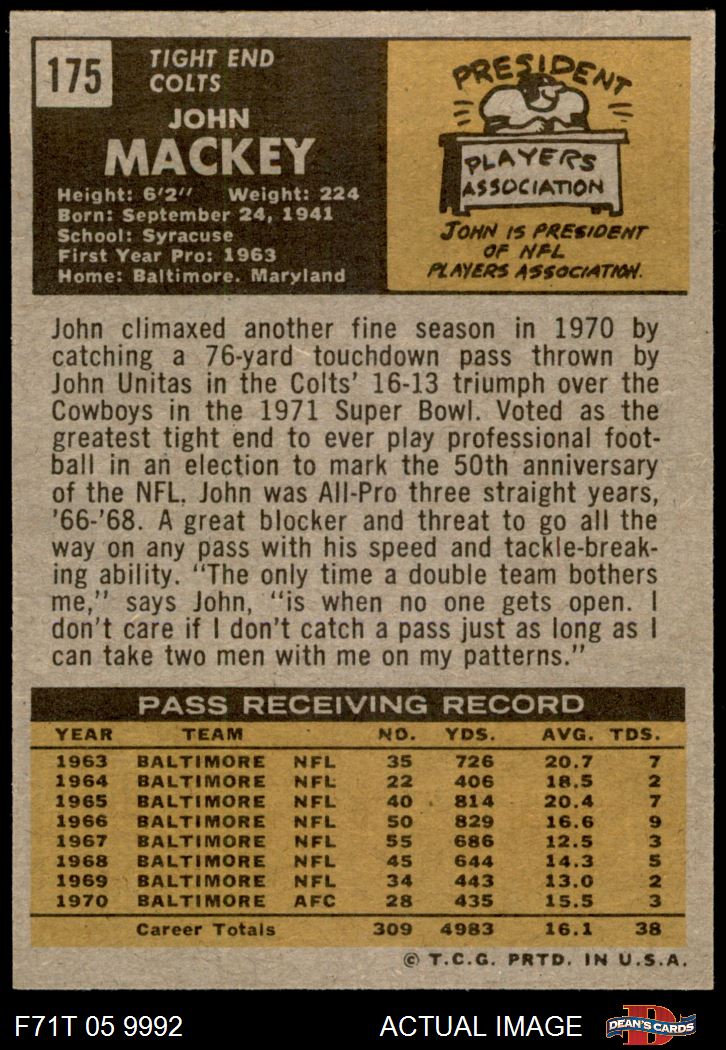 175
TIGHT END
COLTS
JOHN
MACKEY
Height: 6'2" Weight: 224
Born: September 24, 1941
School: Syracuse
First Year Pro: 1963
Home: Baltimore, Maryland
PRESIDENT
PLAYERS
ASSOCIATION
JOHN IS PRESIDENT
OF NFL
PLAYERS ASSOCIATION.
John climaxed another fine season in 1970 by
catching a 76-yard touchdown pass thrown by
John Unitas in the Colts' 16-13 triumph over the
Cowboys in the 1971 Super Bowl. Voted as the
greatest tight end to ever play professional foot-
ball in an election to mark the 50th anniversary
of the NFL, John was All-Pro three straight years,
'66-'68. A great blocker and threat to go all the
way on any pass with his speed and tackle-break-
ing ability. "The only time a double team bothers
me," says John, "is when no one gets open. I
don't care if I don't catch a pass just as long as I
can take two men with me on my patterns."
PASS RECEIVING RECORD
YEAR TEAM NO. YDS. AVG. TDS.
1963 BALTIMORE NFL 35 726 20.7 7
1964 BALTIMORE NFL 22 406 18.5 2
1965 BALTIMORE NFL 40 814 20.4 7
1966 BALTIMORE NFL 50 829 16.6 9
1967 BALTIMORE NFL 55 686 12.5 3
1968 BALTIMORE NFL 45 644 14.3 5
1969 BALTIMORE NFL 34 443 13.0 2
1970 BALTIMORE AFC 28 435 15.5 3
Career Totals 309 4983 16.1 38
© T.C.G. PRTD. IN U.S.A.
F71T 05 9992 ACTUAL IMAGE D DEAN'S CARDS